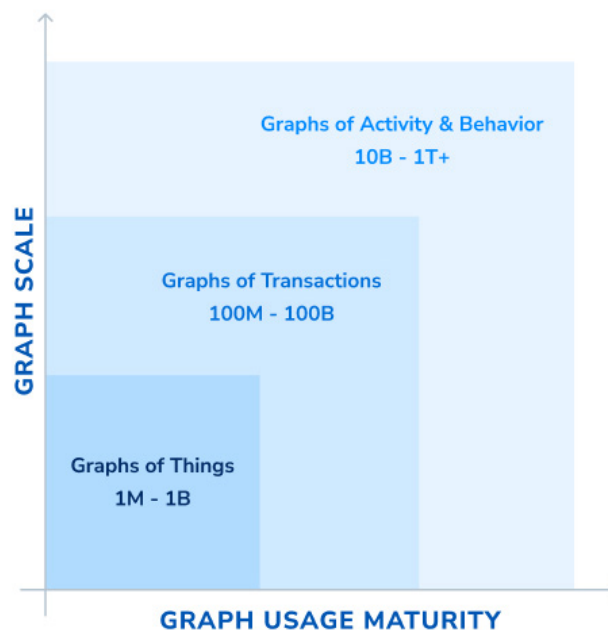 Graphs of Activity & Behavior
10B - 1T+
GRAPH SCALE
Graphs of Transactions
100M - 100B
Graphs of Things
1M - 1B
GRAPH USAGE MATURITY